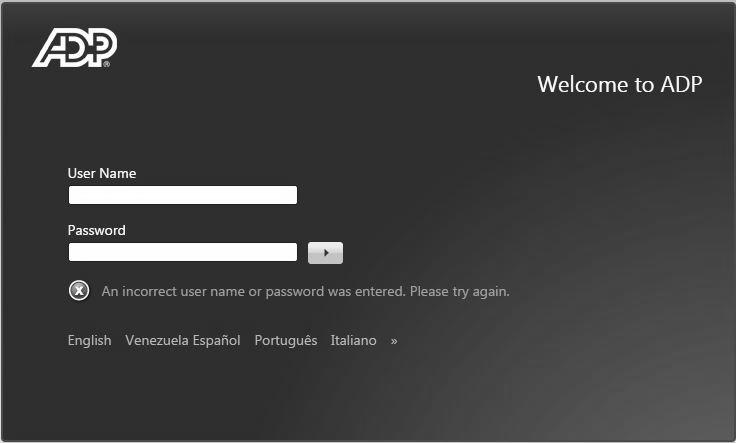 ADP®
Welcome to ADP
User Name
Password
An incorrect user name or password was entered. Please try again.
English Venezuela Español Português Italiano »